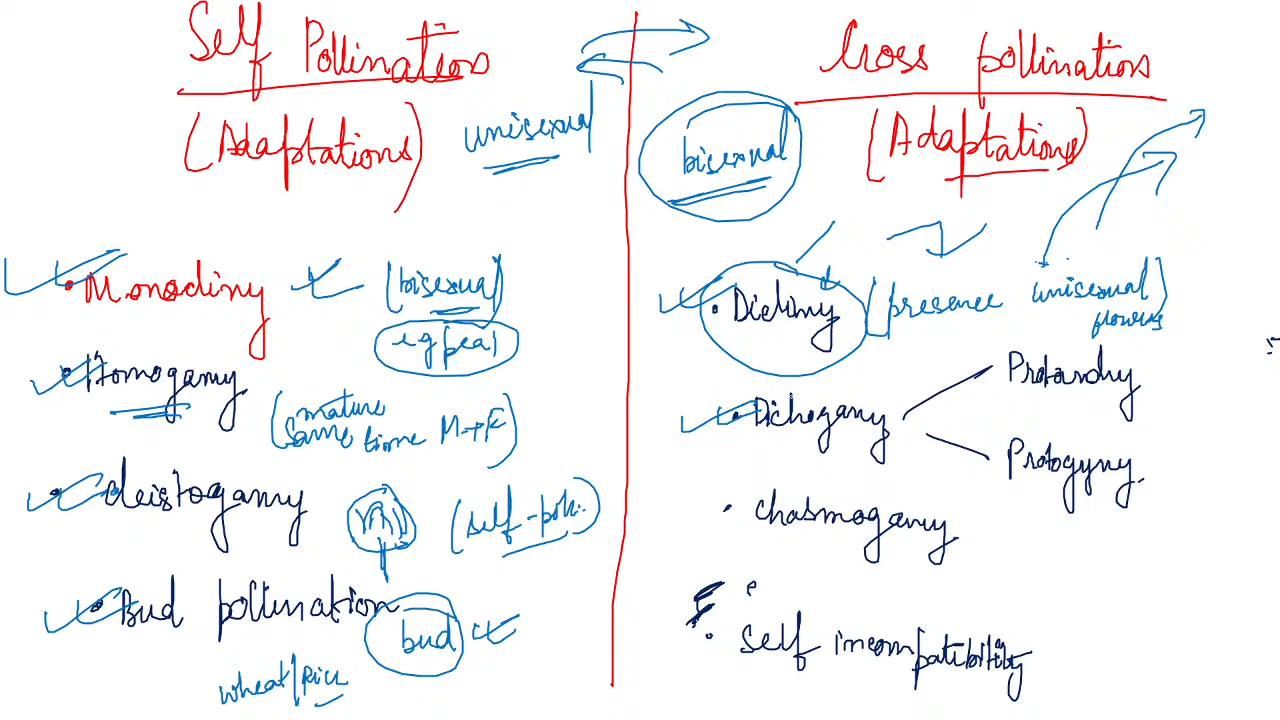 Self Pollination
(Adaptations)
unisexual
• Monocliny
(bisexual)
eg pea
• Homogamy
(mature
same time M+F)
• cleistogamy
(self-poll.)
• Bud pollination
bud
wheat/Rice
Cross pollination
(Adaptations)
bisexual
• Dicliny (presence unisexual
flowers)
• Dichogamy
Protandry
Protogyny.
• chasmogamy
• self incompatibility